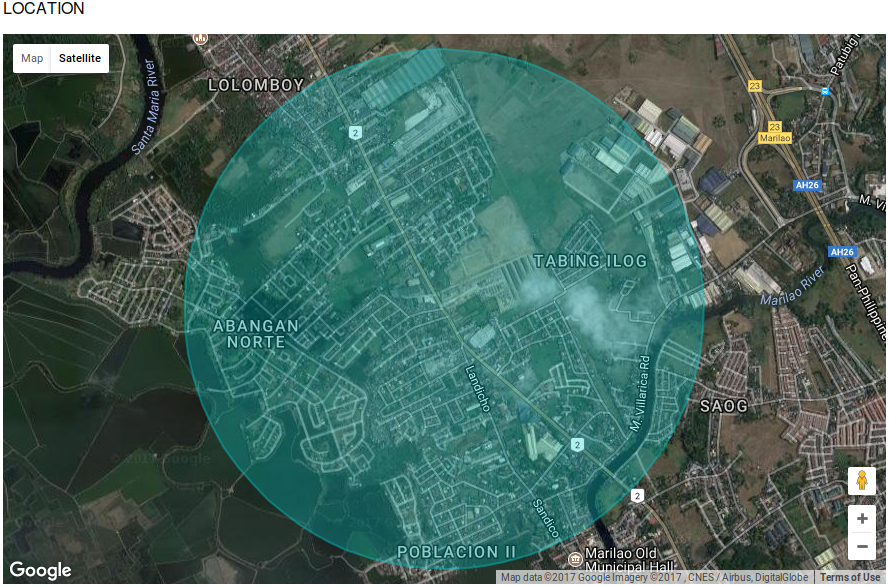 LOCATION
Map
Satellite
Santa Maria River
LOLOMBOY
2
23
23
Marilao
AH26
AH26
M.
Pan-Philippine
Marilao River
TABING ILOG
ABANGAN
NORTE
Landicho
M. Villarica Rd
SAOG
2
2
Sandico
POBLACION II
Marilao Old
Municipal Hall
Google
Map data ©2017 Google Imagery ©2017 , CNES / Airbus, DigitalGlobe
Terms of Use